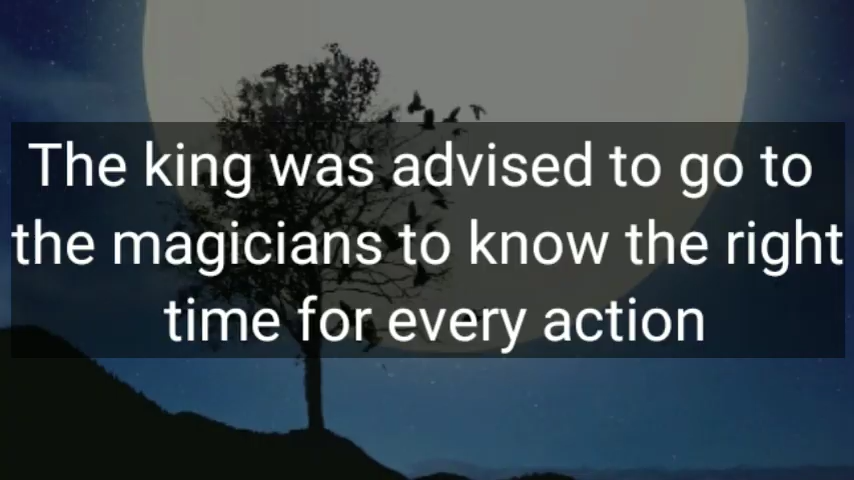 The king was advised to go to
the magicians to know the right
time for every action